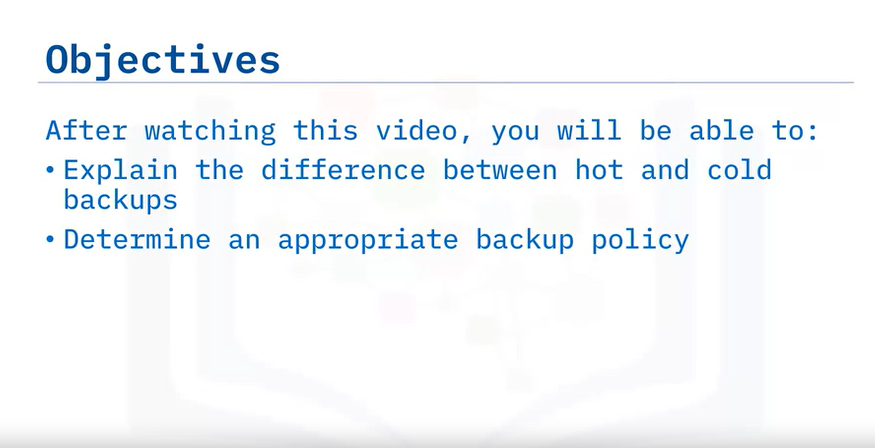 Objectives
After watching this video, you will be able to:
• Explain the difference between hot and cold
backups
• Determine an appropriate backup policy